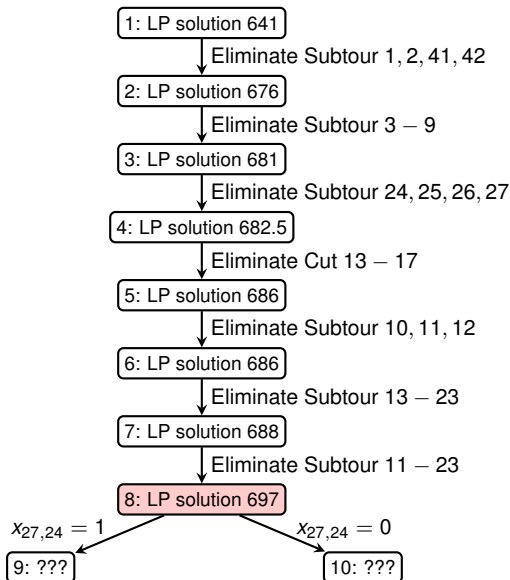 1: LP solution 641
Eliminate Subtour 1, 2, 41, 42
2: LP solution 676
Eliminate Subtour 3 − 9
3: LP solution 681
Eliminate Subtour 24, 25, 26, 27
4: LP solution 682.5
Eliminate Cut 13 − 17
5: LP solution 686
Eliminate Subtour 10, 11, 12
6: LP solution 686
Eliminate Subtour 13 − 23
7: LP solution 688
Eliminate Subtour 11 − 23
8: LP solution 697
x27,24 = 1 x27,24 = 0
9: ??? 10: ???